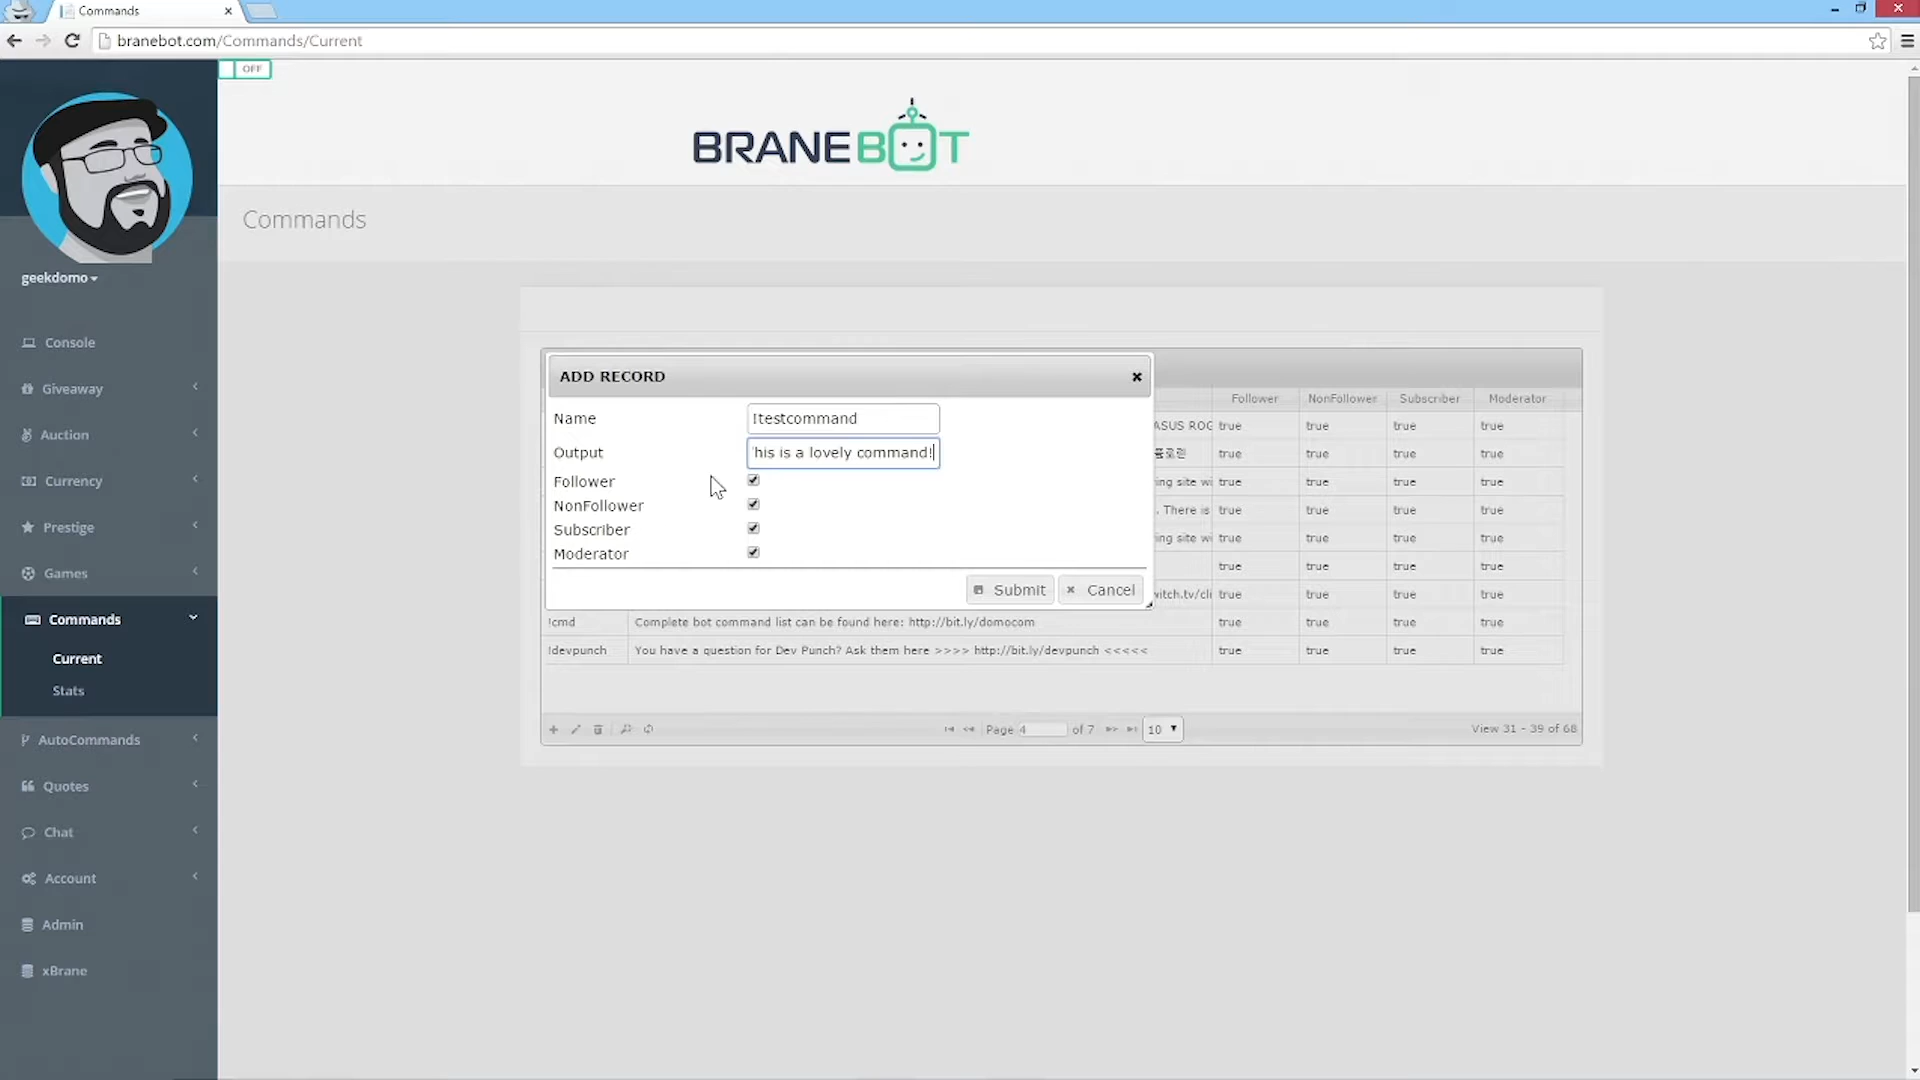 Commands
branebot.com/Commands/Current
OFF
BRANEBOT
Commands
geekdomo
Console
Giveaway
Auction
Currency
Prestige
Games
Commands
Current
Stats
AutoCommands
Quotes
Chat
Account
Admin
xBrane
ADD RECORD
Name !testcommand
Output his is a lovely command!
Follower
NonFollower
Subscriber
Moderator
Submit Cancel
Follower NonFollower Subscriber Moderator
ASUS ROG true true true true
품로란 true true true true
ing site wi true true true true
. There is true true true true
ing site wi true true true true
true true true true
witch.tv/cli true true true true
!cmd Complete bot command list can be found here: http://bit.ly/domocom true true true true
!devpunch You have a question for Dev Punch? Ask them here >>>> http://bit.ly/devpunch <<<<< true true true true
Page 4 of 7 10 View 31 - 39 of 68